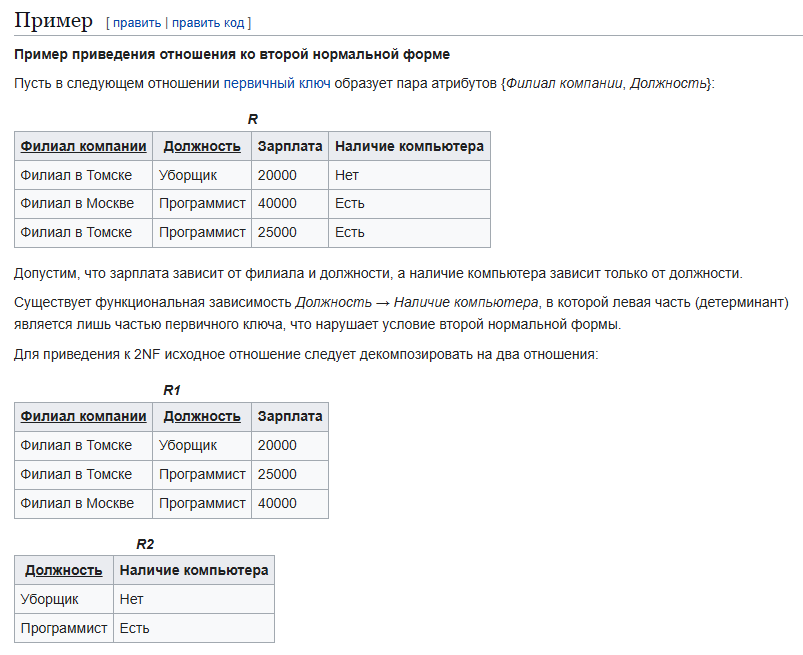 Пример [ править | править код ]
Пример приведения отношения ко второй нормальной форме
Пусть в следующем отношении первичный ключ образует пара атрибутов {Филиал компании, Должность}:
R
Филиал компании Должность Зарплата Наличие компьютера
Филиал в Томске Уборщик 20000 Нет
Филиал в Москве Программист 40000 Есть
Филиал в Томске Программист 25000 Есть
Допустим, что зарплата зависит от филиала и должности, а наличие компьютера зависит только от должности.
Существует функциональная зависимость Должность → Наличие компьютера, в которой левая часть (детерминант)
является лишь частью первичного ключа, что нарушает условие второй нормальной формы.
Для приведения к 2NF исходное отношение следует декомпозировать на два отношения:
R1
Филиал компании Должность Зарплата
Филиал в Томске Уборщик 20000
Филиал в Томске Программист 25000
Филиал в Москве Программист 40000
R2
Должность Наличие компьютера
Уборщик Нет
Программист Есть